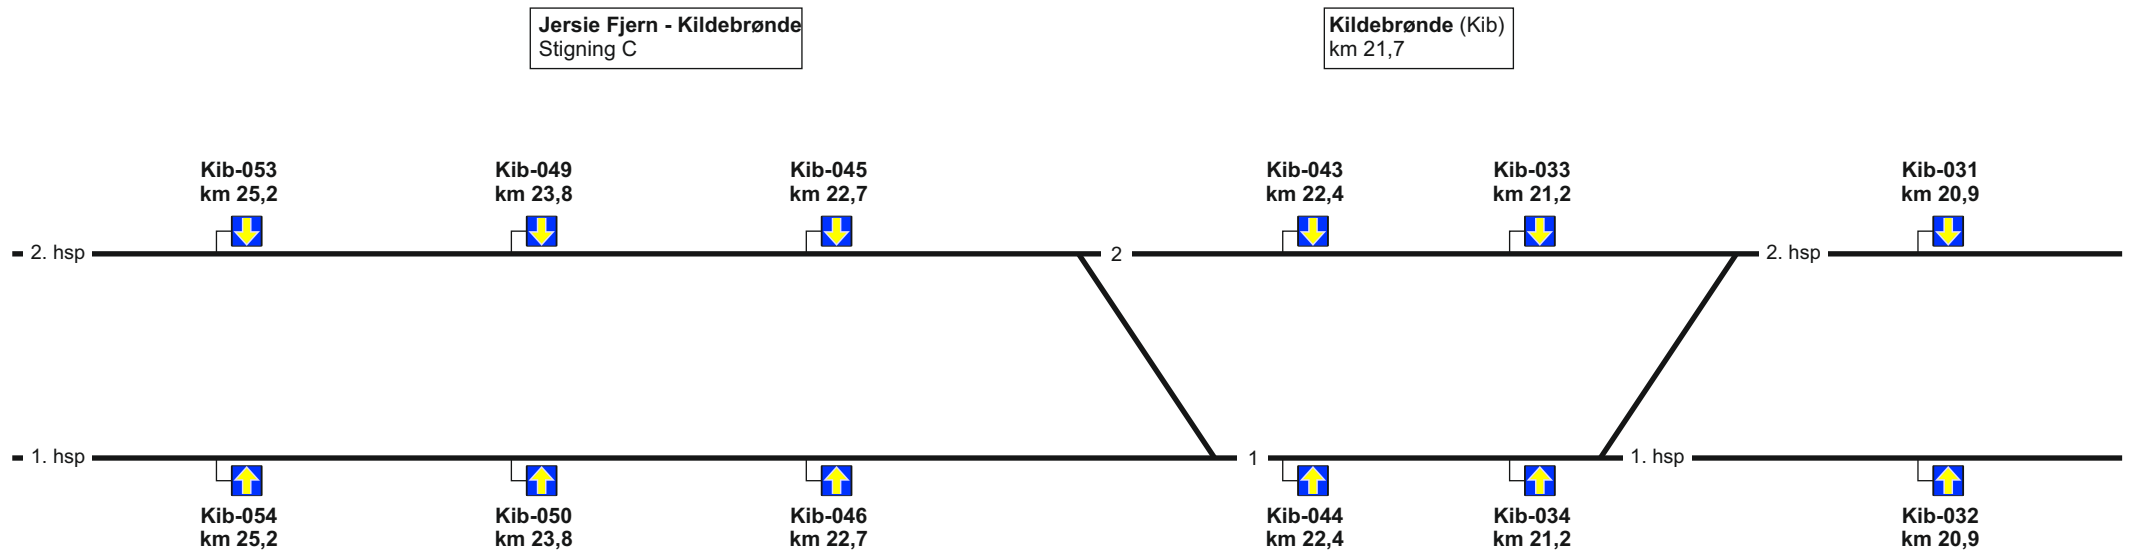 Jersie Fjern - Kildebrønde
Stigning C
Kildebrønde (Kib)
km 21,7
Kib-053
km 25,2
Kib-049
km 23,8
Kib-045
km 22,7
Kib-043
km 22,4
Kib-033
km 21,2
Kib-031
km 20,9
2. hsp
2
2. hsp
1. hsp
1
1. hsp
Kib-054
km 25,2
Kib-050
km 23,8
Kib-046
km 22,7
Kib-044
km 22,4
Kib-034
km 21,2
Kib-032
km 20,9